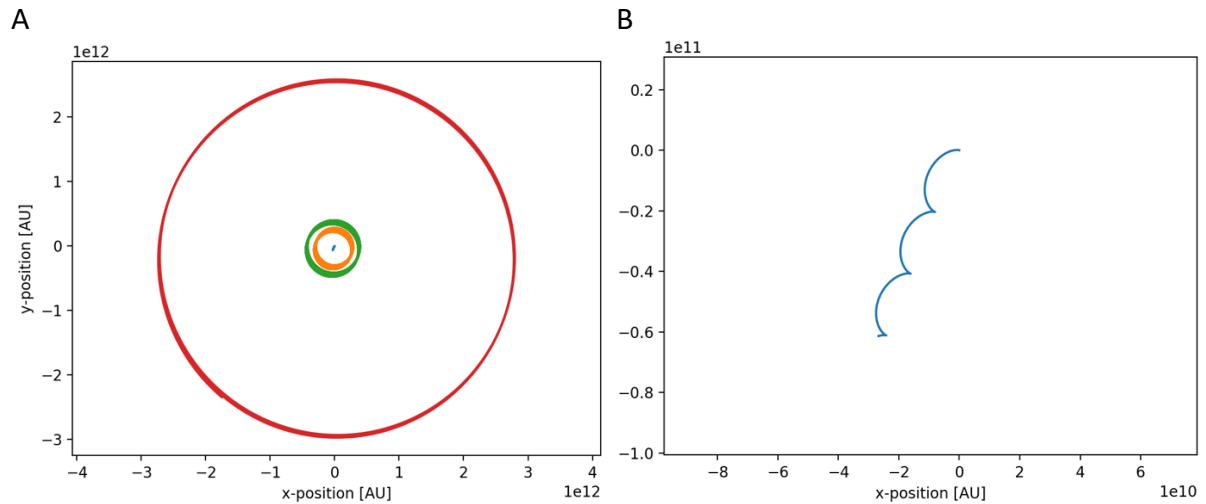 A
1e12
2
1
0
−1
−2
−3
y-position [AU]
−4 −3 −2 −1 0 1 2 3 4
x-position [AU]
1e12
B
1e11
0.2
0.0
−0.2
−0.4
−0.6
−0.8
−1.0
−8 −6 −4 −2 0 2 4 6
x-position [AU]
1e10